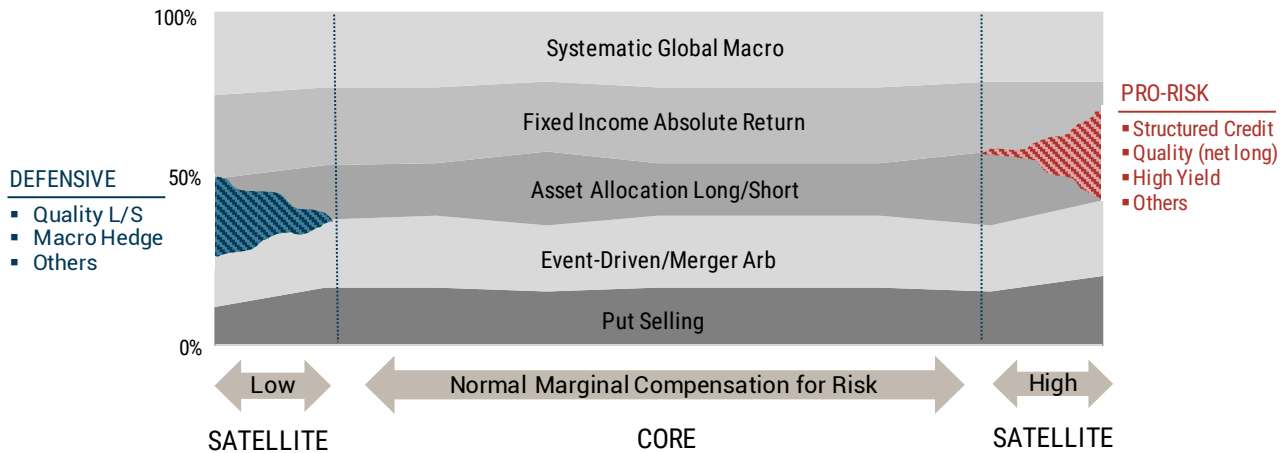 100%
Systematic Global Macro
Fixed Income Absolute Return
PRO-RISK
▪ Structured Credit
▪ Quality (net long)
▪ High Yield
▪ Others
50%
DEFENSIVE
▪ Quality L/S
▪ Macro Hedge
▪ Others
Asset Allocation Long/Short
Event-Driven/Merger Arb
Put Selling
0%
Low
Normal Marginal Compensation for Risk
High
SATELLITE
CORE
SATELLITE